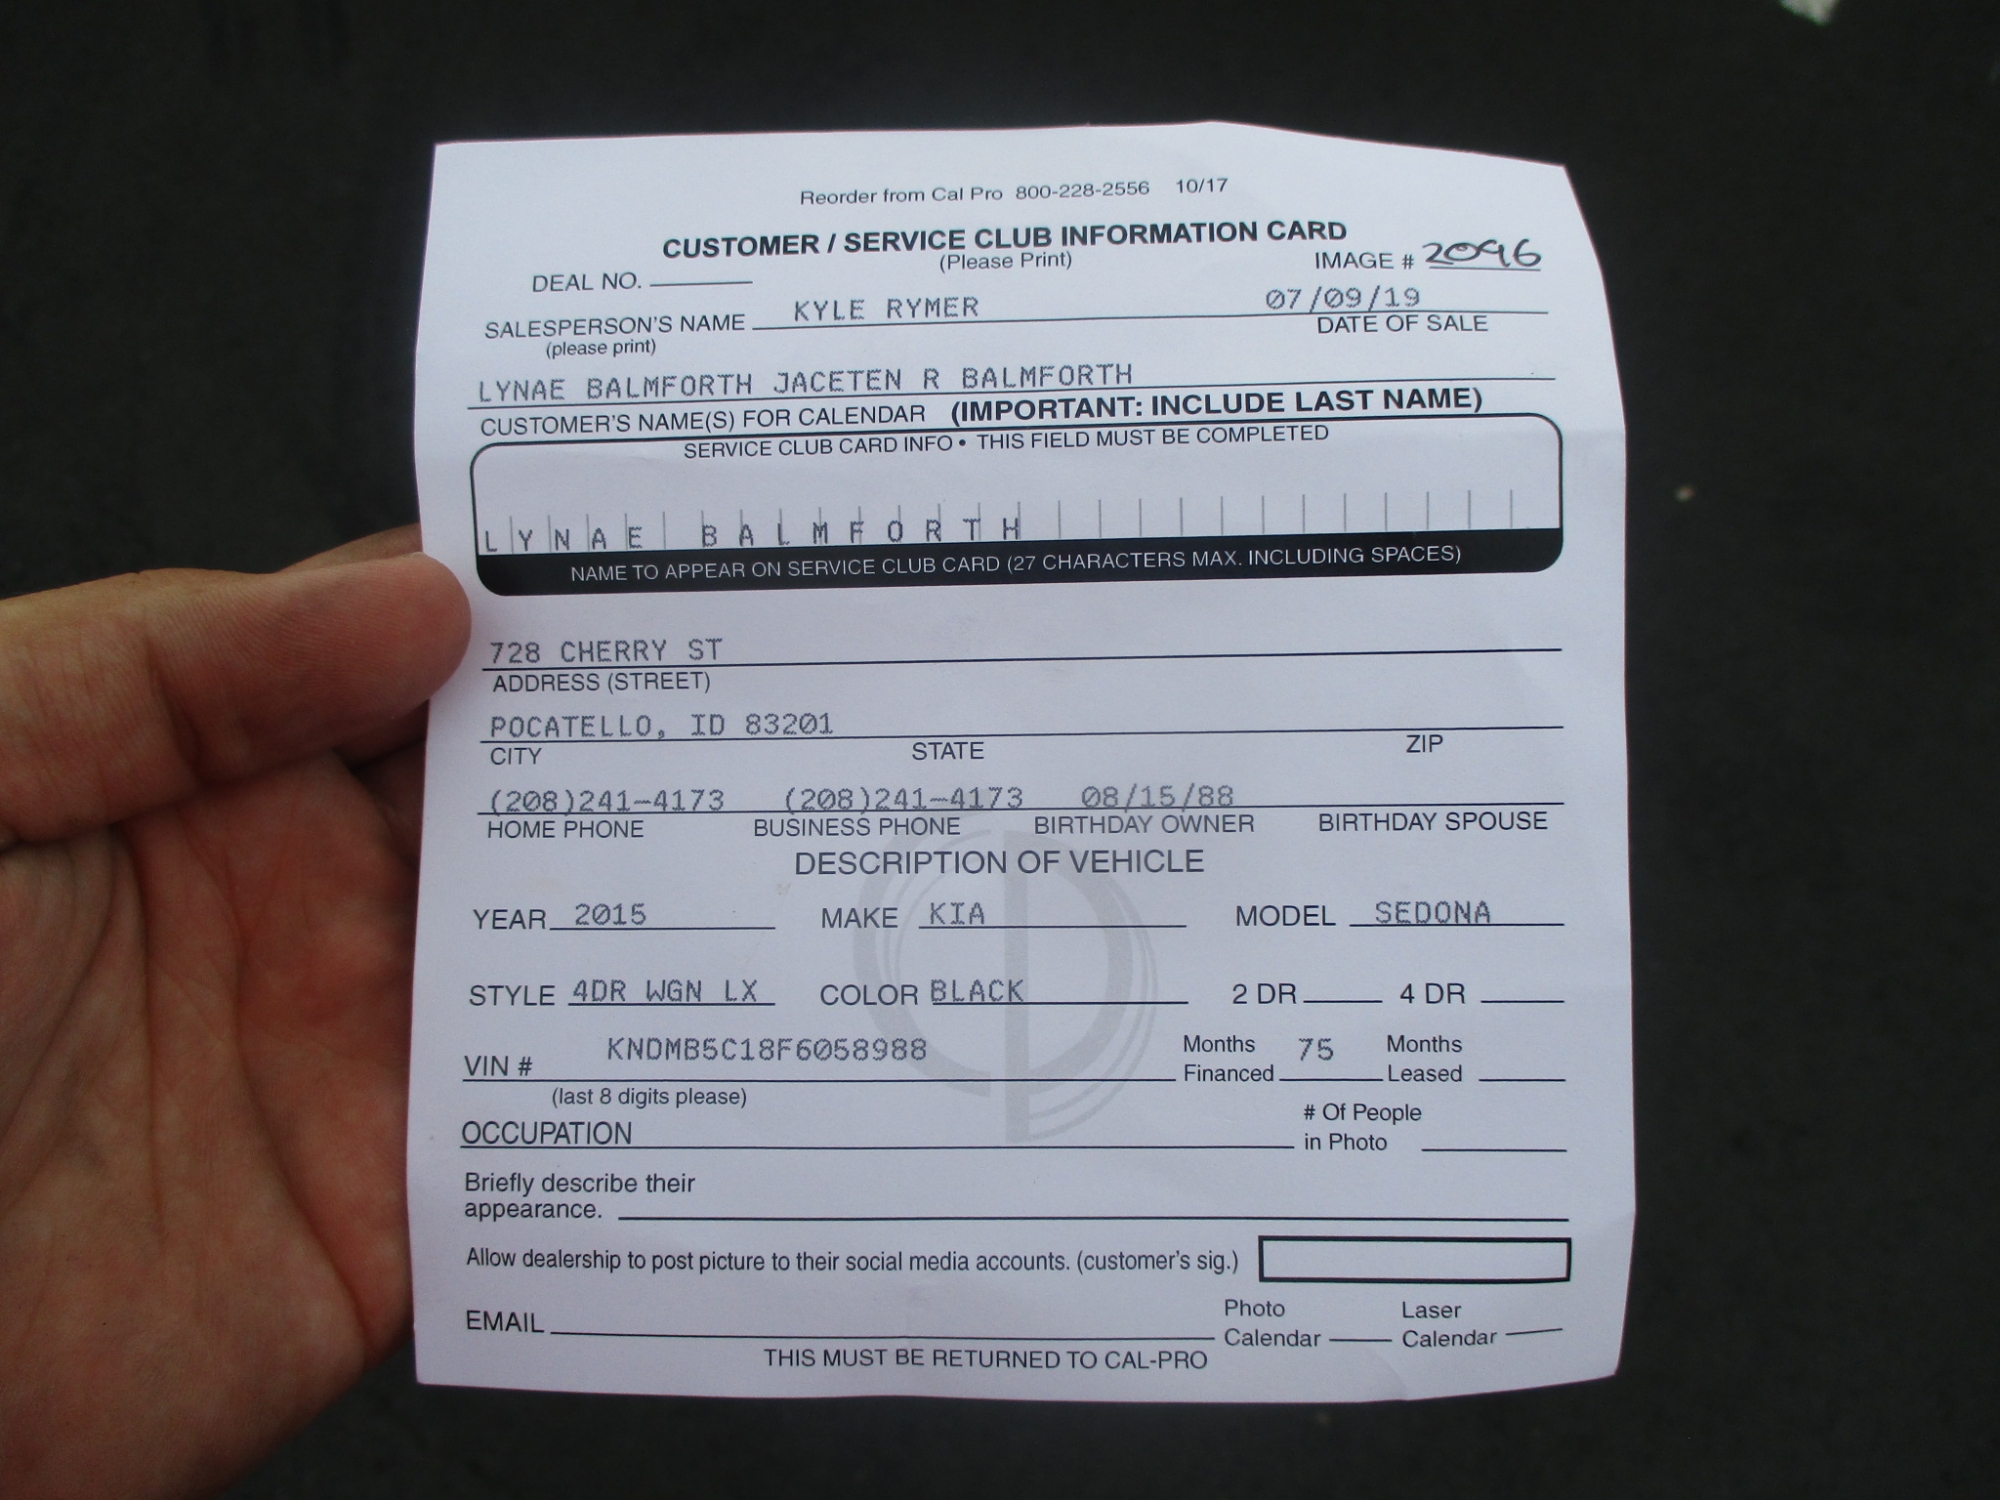 Reorder from Cal Pro 800-228-2556 10/17
CUSTOMER / SERVICE CLUB INFORMATION CARD
(Please Print)
IMAGE # 2096
DEAL NO.
KYLE RYMER 07/09/19
SALESPERSON'S NAME DATE OF SALE
(please print)
LYNAE BALMFORTH JACETEN R BALMFORTH
CUSTOMER'S NAME(S) FOR CALENDAR (IMPORTANT: INCLUDE LAST NAME)
SERVICE CLUB CARD INFO • THIS FIELD MUST BE COMPLETED
LYNAE BALMFORTH
NAME TO APPEAR ON SERVICE CLUB CARD (27 CHARACTERS MAX. INCLUDING SPACES)
728 CHERRY ST
ADDRESS (STREET)
POCATELLO, ID 83201
CITY STATE ZIP
(208)241-4173 (208)241-4173 08/15/88
HOME PHONE BUSINESS PHONE BIRTHDAY OWNER BIRTHDAY SPOUSE
DESCRIPTION OF VEHICLE
YEAR 2015 MAKE KIA MODEL SEDONA
STYLE 4DR WGN LX COLOR BLACK 2 DR 4 DR
VIN # KNDMB5C18F6058988 Months Financed 75 Months Leased
(last 8 digits please)
OCCUPATION # Of People in Photo
Briefly describe their
appearance.
Allow dealership to post picture to their social media accounts. (customer's sig.)
EMAIL Photo Calendar Laser Calendar
THIS MUST BE RETURNED TO CAL-PRO